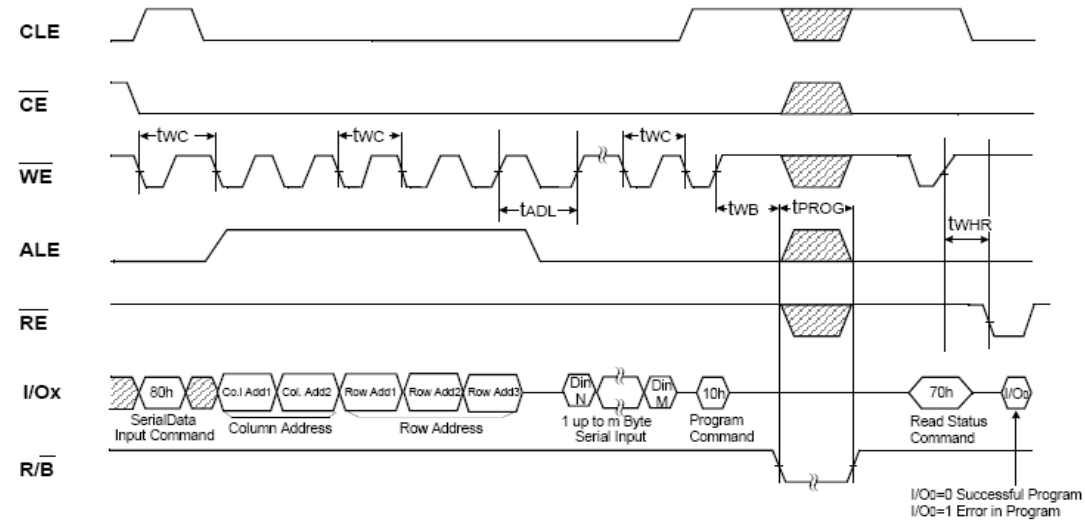 CLE
CE
tWC
tWC
tWC
WE
tADL
tWB
tPROG
tWHR
ALE
RE
I/Ox
80h
Co.l Add1
Col. Add2
Row Add1
Row Add2
Row Add3
Din
N
Din
M
10h
70h
I/O0
SerialData
Input Command
Column Address
Row Address
1 up to m Byte
Serial Input
Program
Command
Read Status
Command
R/B
I/O0=0 Successful Program
I/O0=1 Error in Program